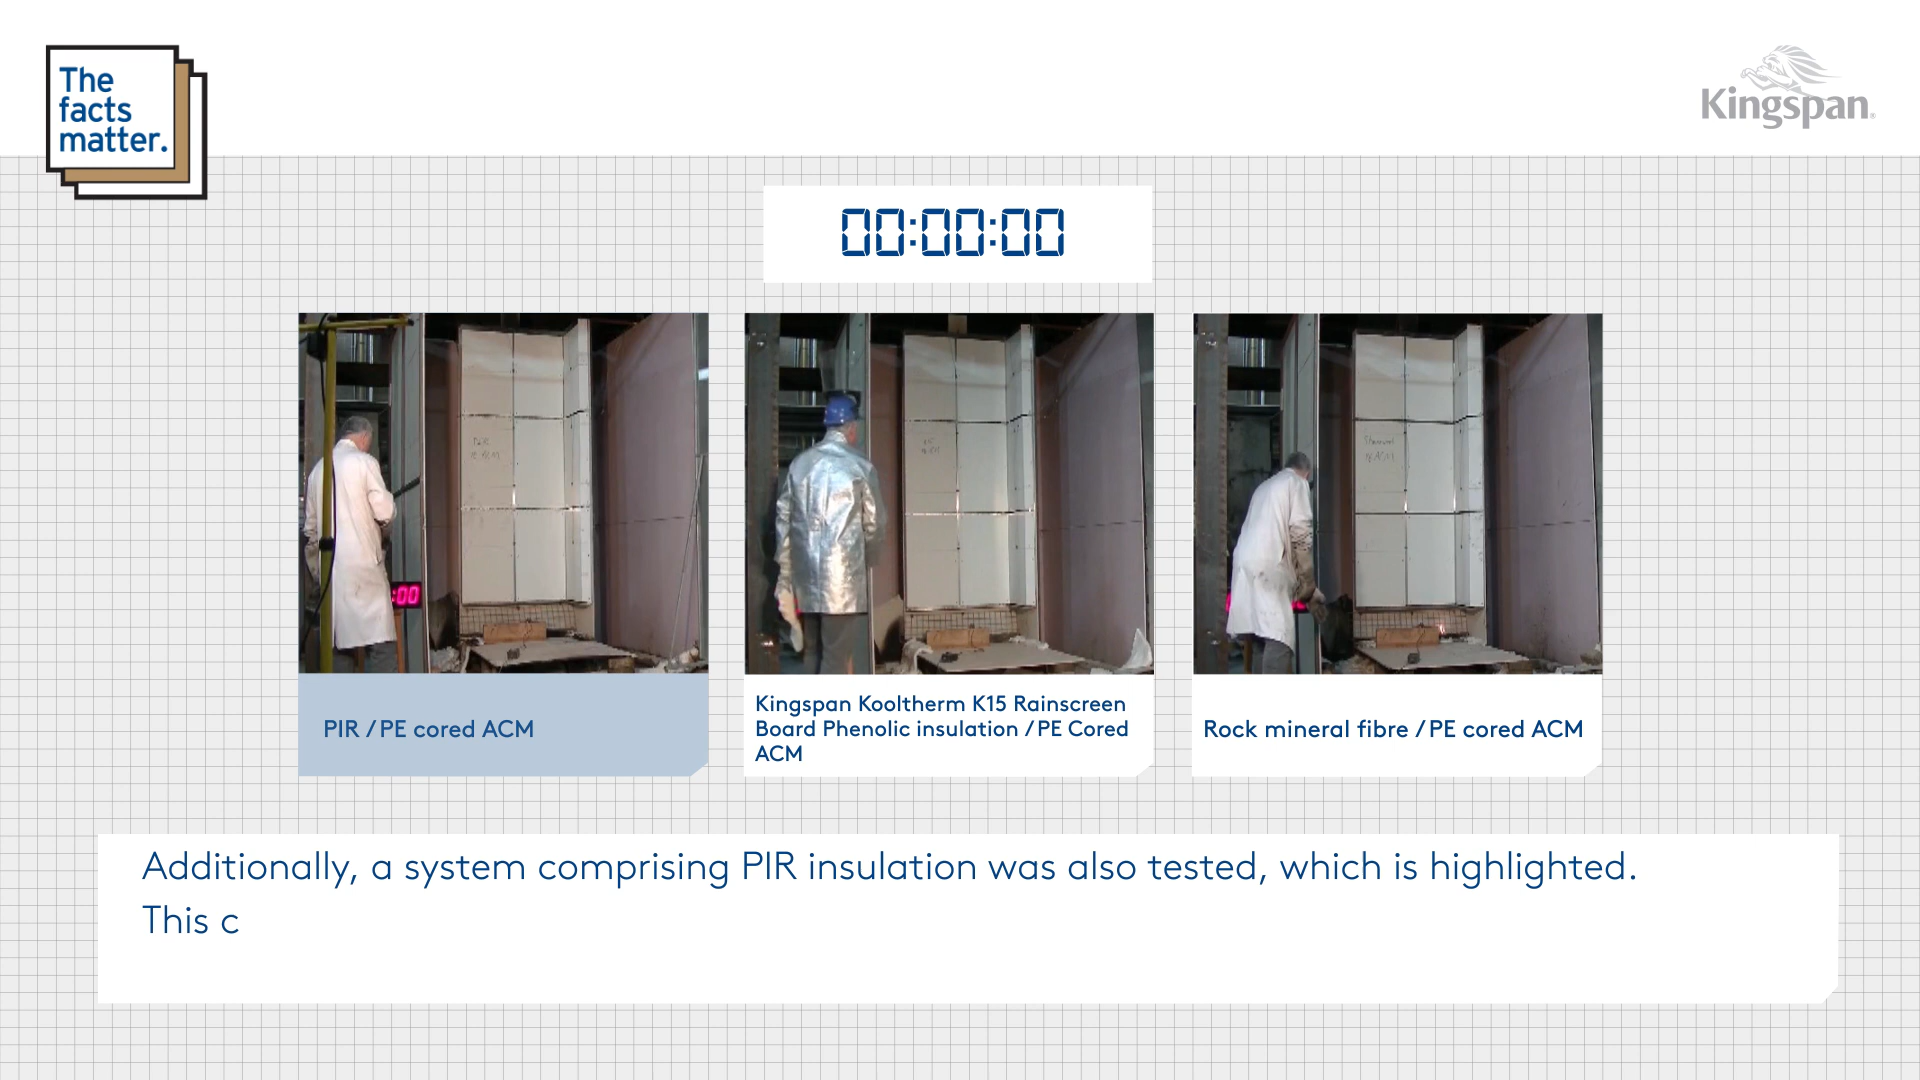 The
facts
matter.
Kingspan
00:00:00
:00
PIR / PE cored ACM
Kingspan Kooltherm K15 Rainscreen
Board Phenolic insulation / PE Cored
ACM
Rock mineral fibre / PE cored ACM
Additionally, a system comprising PIR insulation was also tested, which is highlighted.
This c